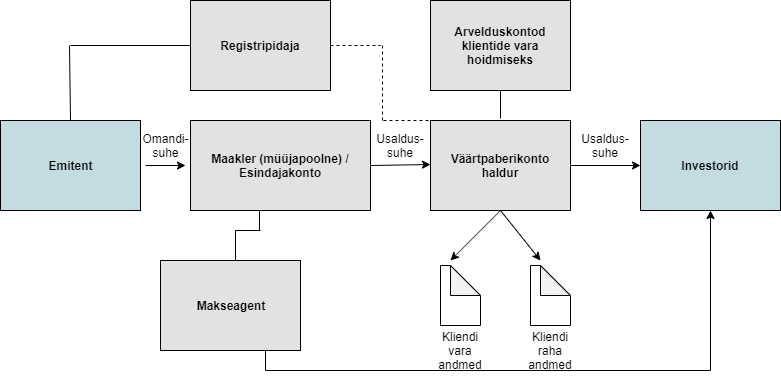 Registripidaja
Arvelduskontod
klientide vara
hoidmiseks
Emitent
Omandi-
suhe
Maakler (müüjapoolne) /
Esindajakonto
Usaldus-
suhe
Väärtpaberikonto
haldur
Usaldus-
suhe
Investorid
Makseagent
Kliendi
vara
andmed
Kliendi
raha
andmed